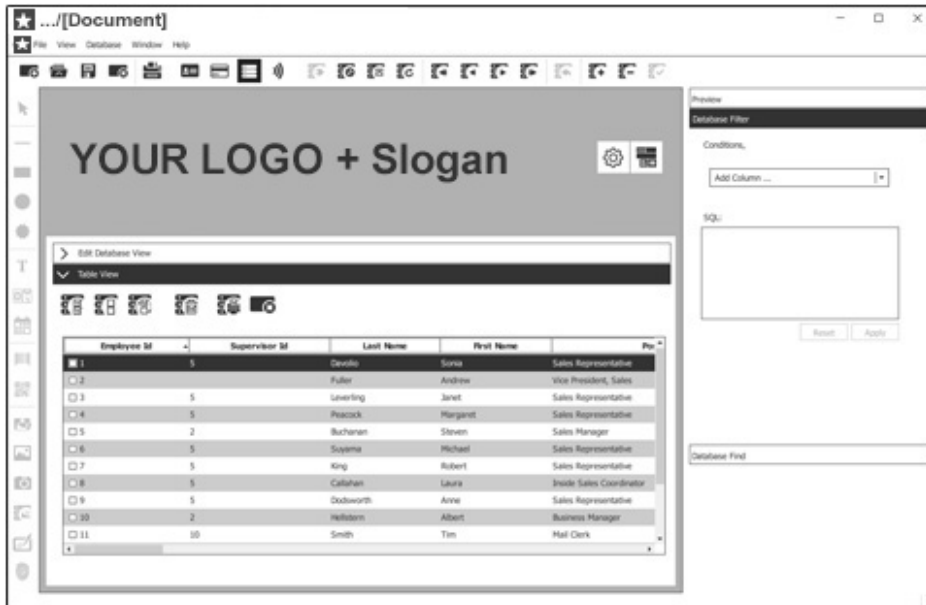 .../[Document]
File View Database Window Help
Preview
Database Filter
Conditions,
Add Column ...
SQL:
Reset Apply
Database Find
YOUR LOGO + Slogan
Edit Database View
Table View
Employee Id Supervisor Id Last Name First Name Po
1 5 Davolio Sonia Sales Representative
2 Fuller Andrew Vice President, Sales
3 5 Leverling Janet Sales Representative
4 5 Peacock Margaret Sales Representative
5 2 Buchanan Steven Sales Manager
6 5 Suyama Michael Sales Representative
7 5 King Robert Sales Representative
8 5 Callahan Laura Inside Sales Coordinator
9 5 Dodsworth Anne Sales Representative
10 2 Hellstern Albert Business Manager
11 10 Smith Tim Mail Clerk